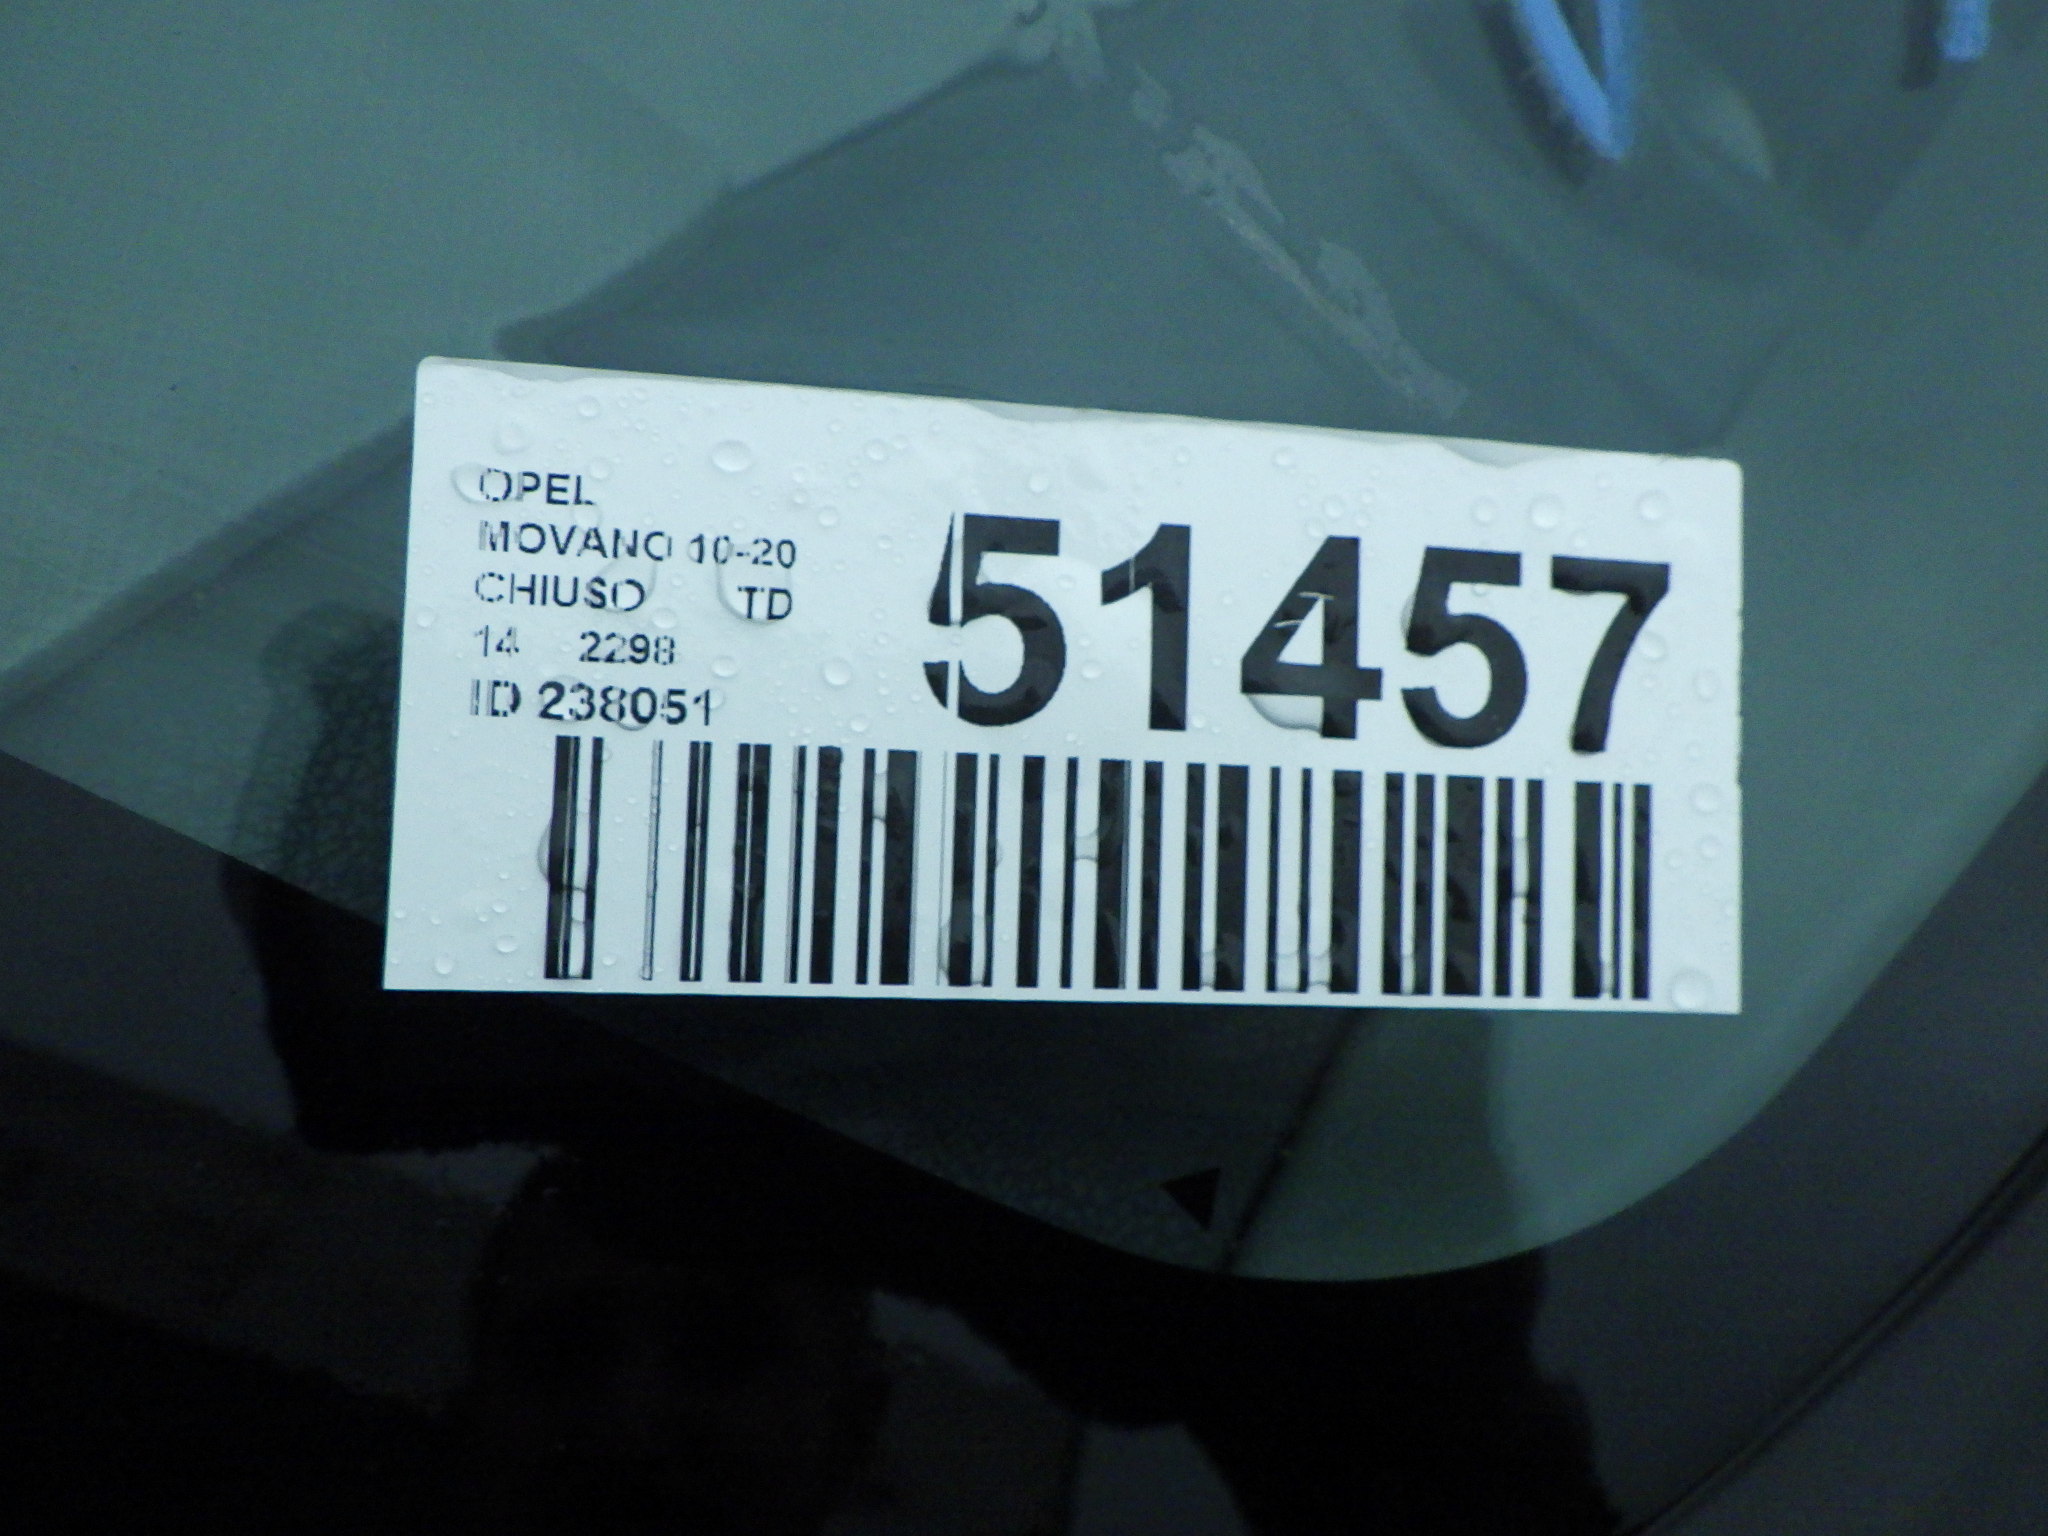 OPEL
MOVANO 10-20
CHIUSO TD
14 2298
ID 238051
51457